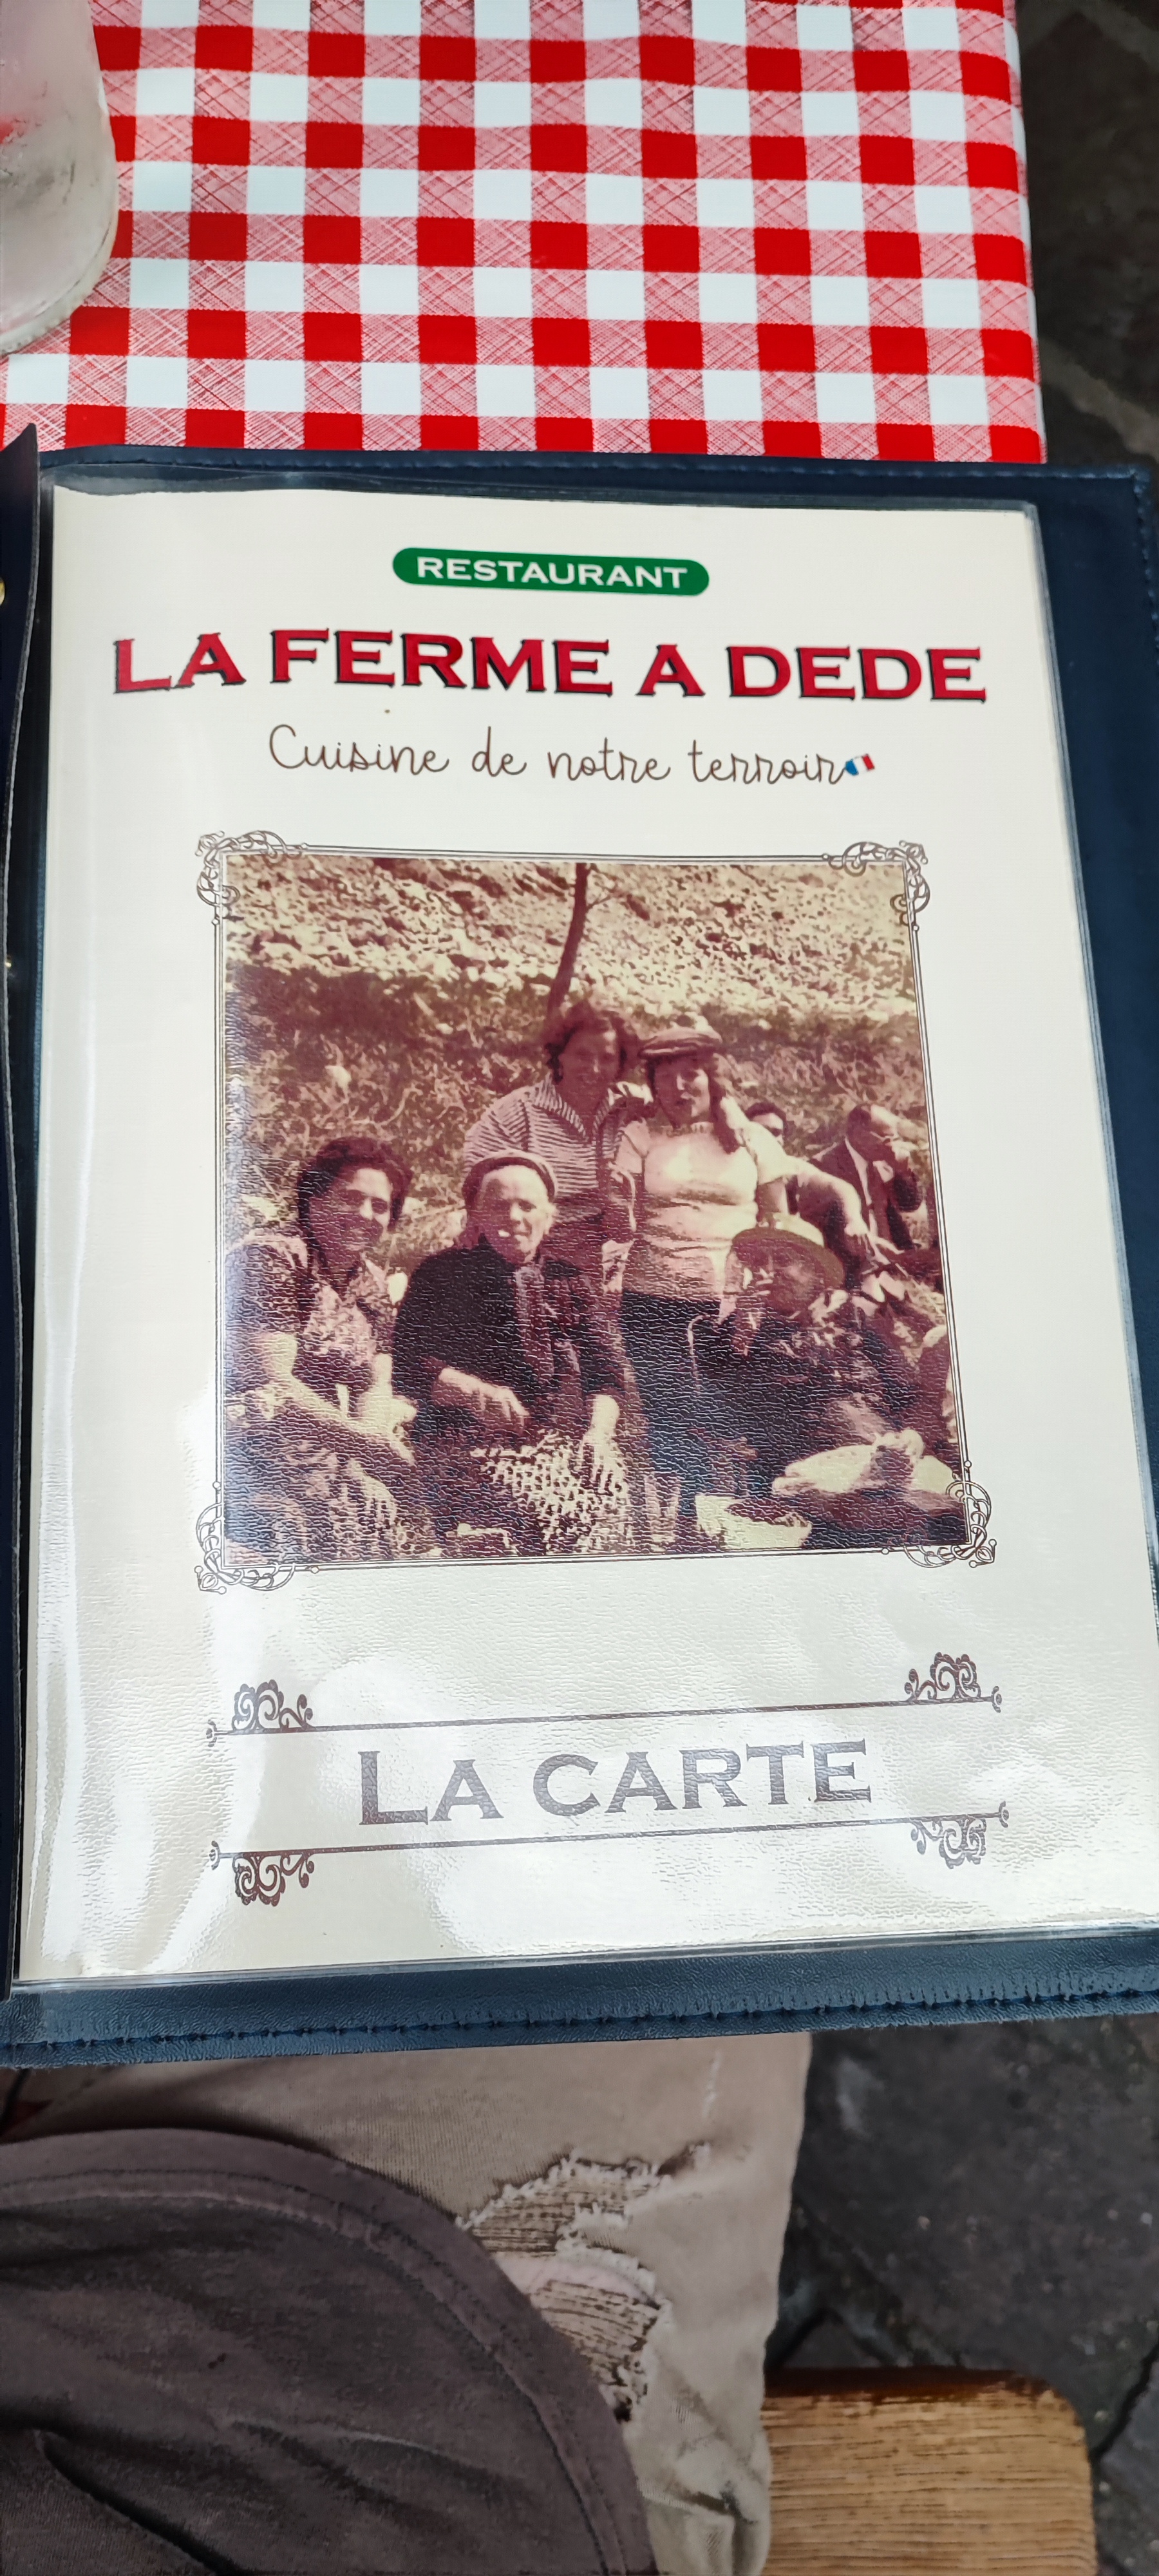 RESTAURANT
LA FERME A DEDE
Cuisine de notre terroir
LA CARTE